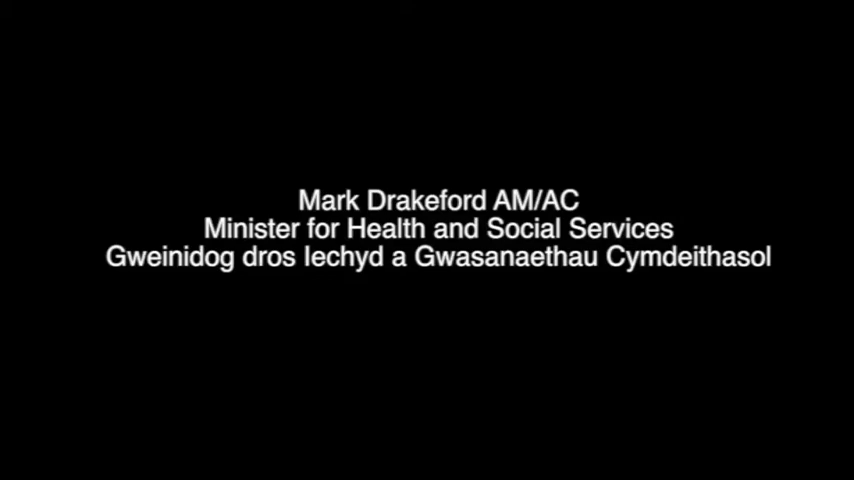 Mark Drakeford AM/AC
Minister for Health and Social Services
Gweinidog dros Iechyd a Gwasanaethau Cymdeithasol